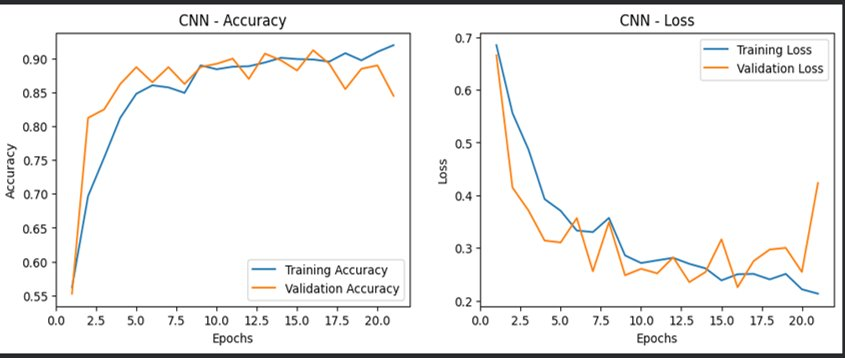 CNN - Accuracy
0.90
0.85
0.80
0.75
0.70
0.65
0.60
0.55
Accuracy
Training Accuracy
Validation Accuracy
0.0 2.5 5.0 7.5 10.0 12.5 15.0 17.5 20.0
Epochs
CNN - Loss
0.7
0.6
0.5
0.4
0.3
0.2
Loss
Training Loss
Validation Loss
0.0 2.5 5.0 7.5 10.0 12.5 15.0 17.5 20.0
Epochs